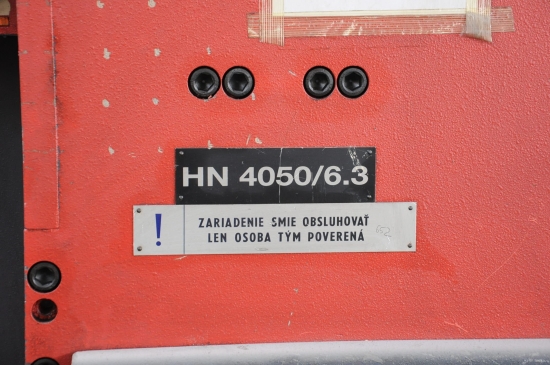 HN 4050/6.3
! ZARIADENIE SMIE OBSLUHOVAŤ
LEN OSOBA TÝM POVERENÁ